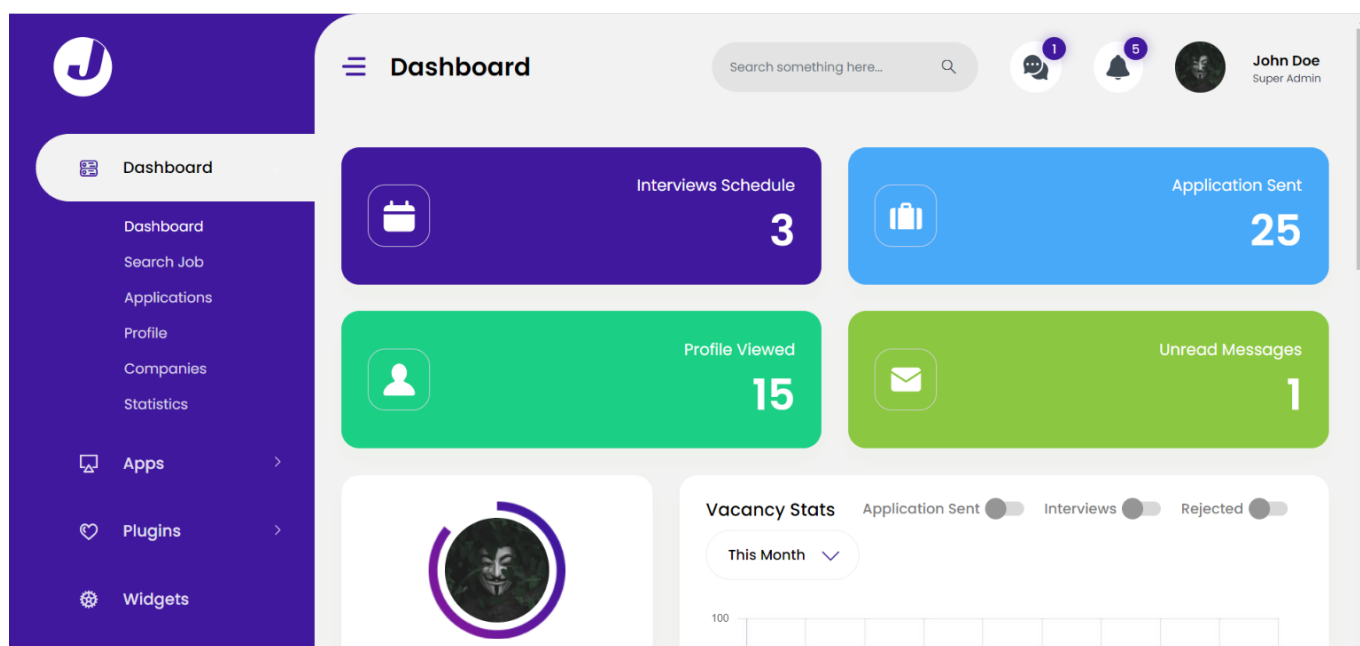 J
Dashboard
Search something here...
1
5
John Doe
Super Admin
Dashboard
Dashboard
Search Job
Applications
Profile
Companies
Statistics
Apps
Plugins
Widgets
Interviews Schedule
3
Application Sent
25
Profile Viewed
15
Unread Messages
1
Vacancy Stats
Application Sent
Interviews
Rejected
This Month
100